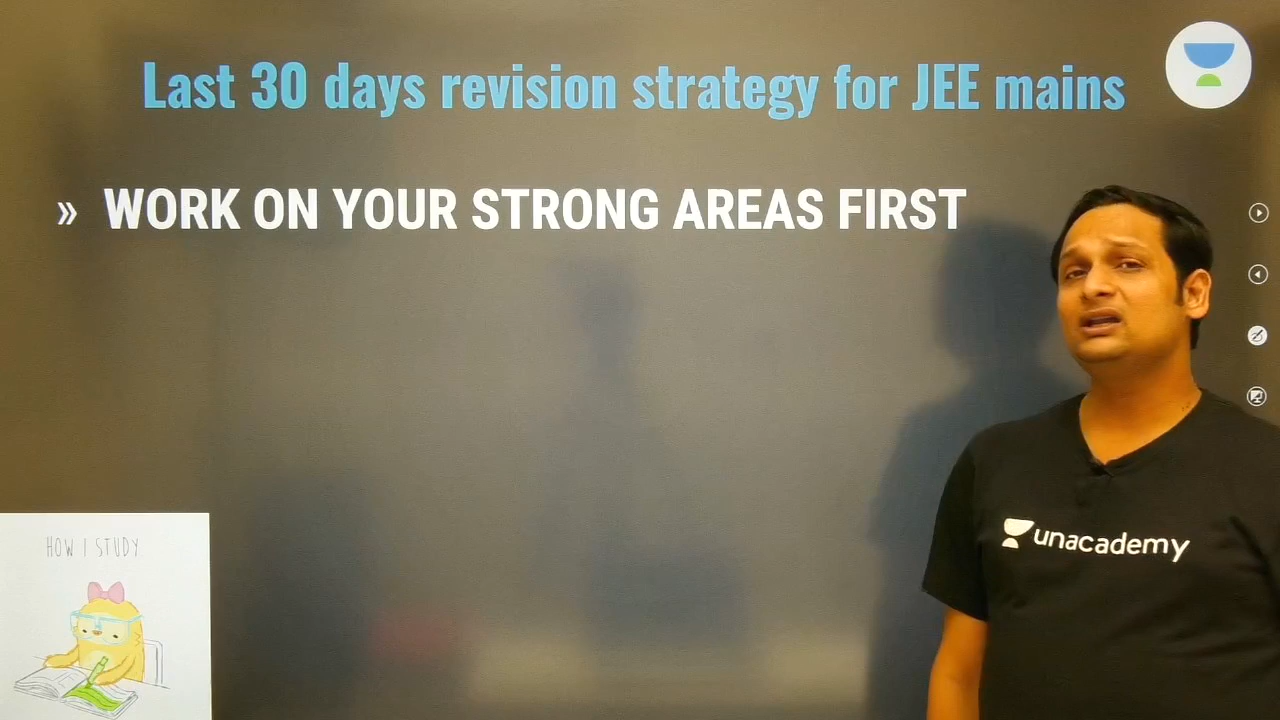 Last 30 days revision strategy for JEE mains
» WORK ON YOUR STRONG AREAS FIRST
HOW I STUDY
unacademy